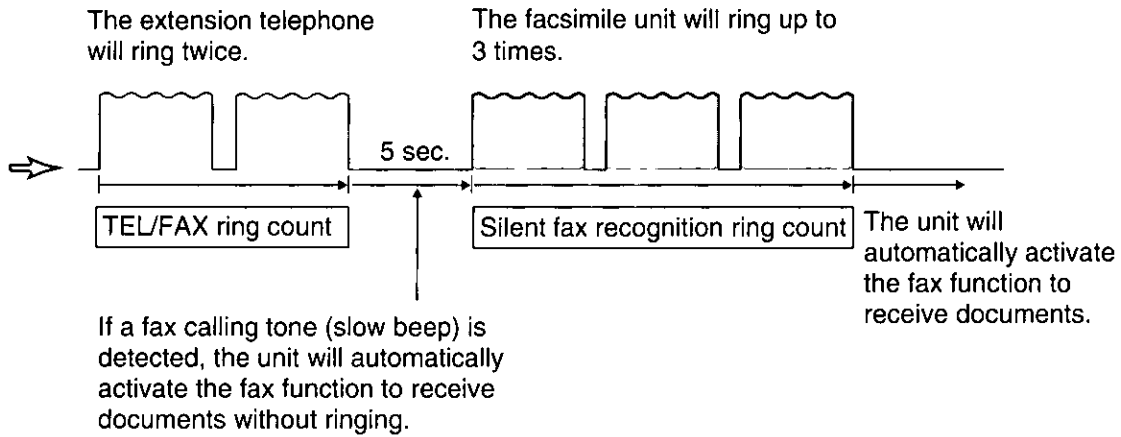 The extension telephone
will ring twice.
The facsimile unit will ring up to
3 times.
5 sec.
TEL/FAX ring count
Silent fax recognition ring count
The unit will
automatically activate
the fax function to
receive documents.
If a fax calling tone (slow beep) is
detected, the unit will automatically
activate the fax function to receive
documents without ringing.